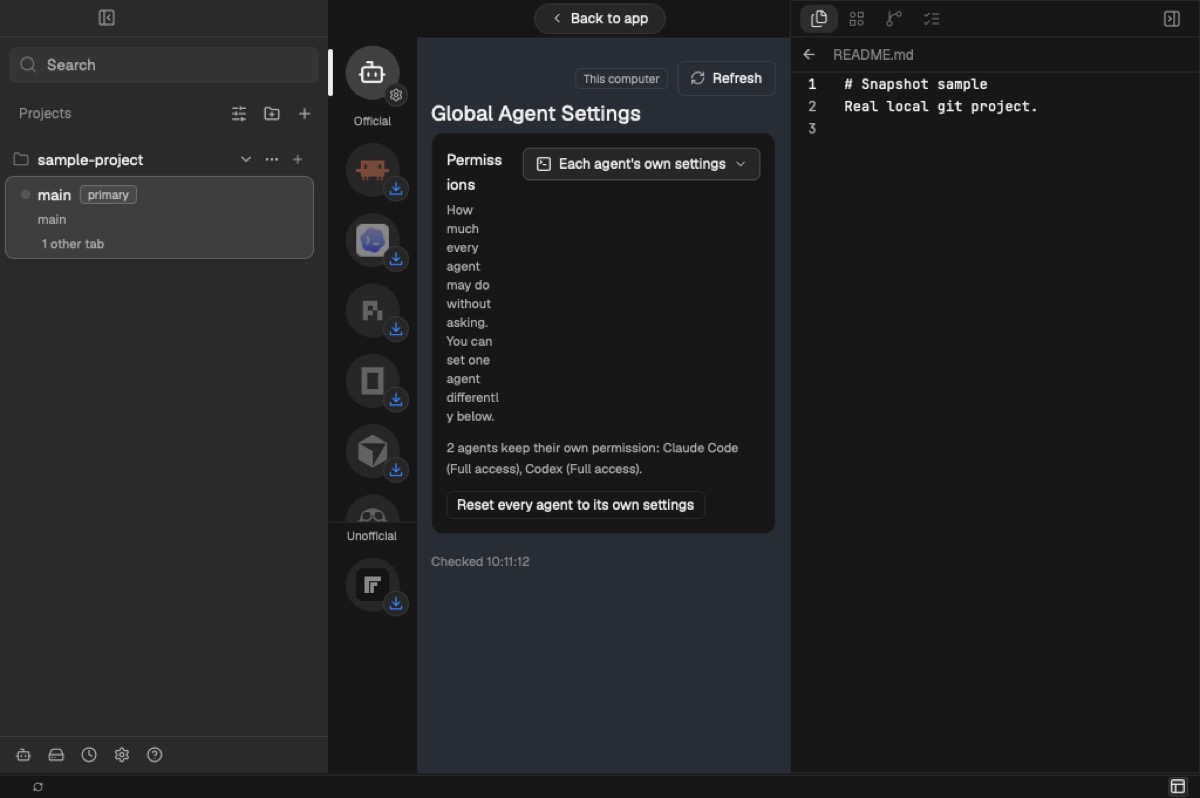 Back to app
Search
Projects
sample-project
main primary
main
1 other tab
Official
Unofficial
This computer
Refresh
Global Agent Settings
Permiss
ions
Each agent's own settings
How
much
every
agent
may do
without
asking.
You can
set one
agent
differentl
y below.
2 agents keep their own permission: Claude Code
(Full access), Codex (Full access).
Reset every agent to its own settings
Checked 10:11:12
README.md
1 # Snapshot sample
2 Real local git project.
3